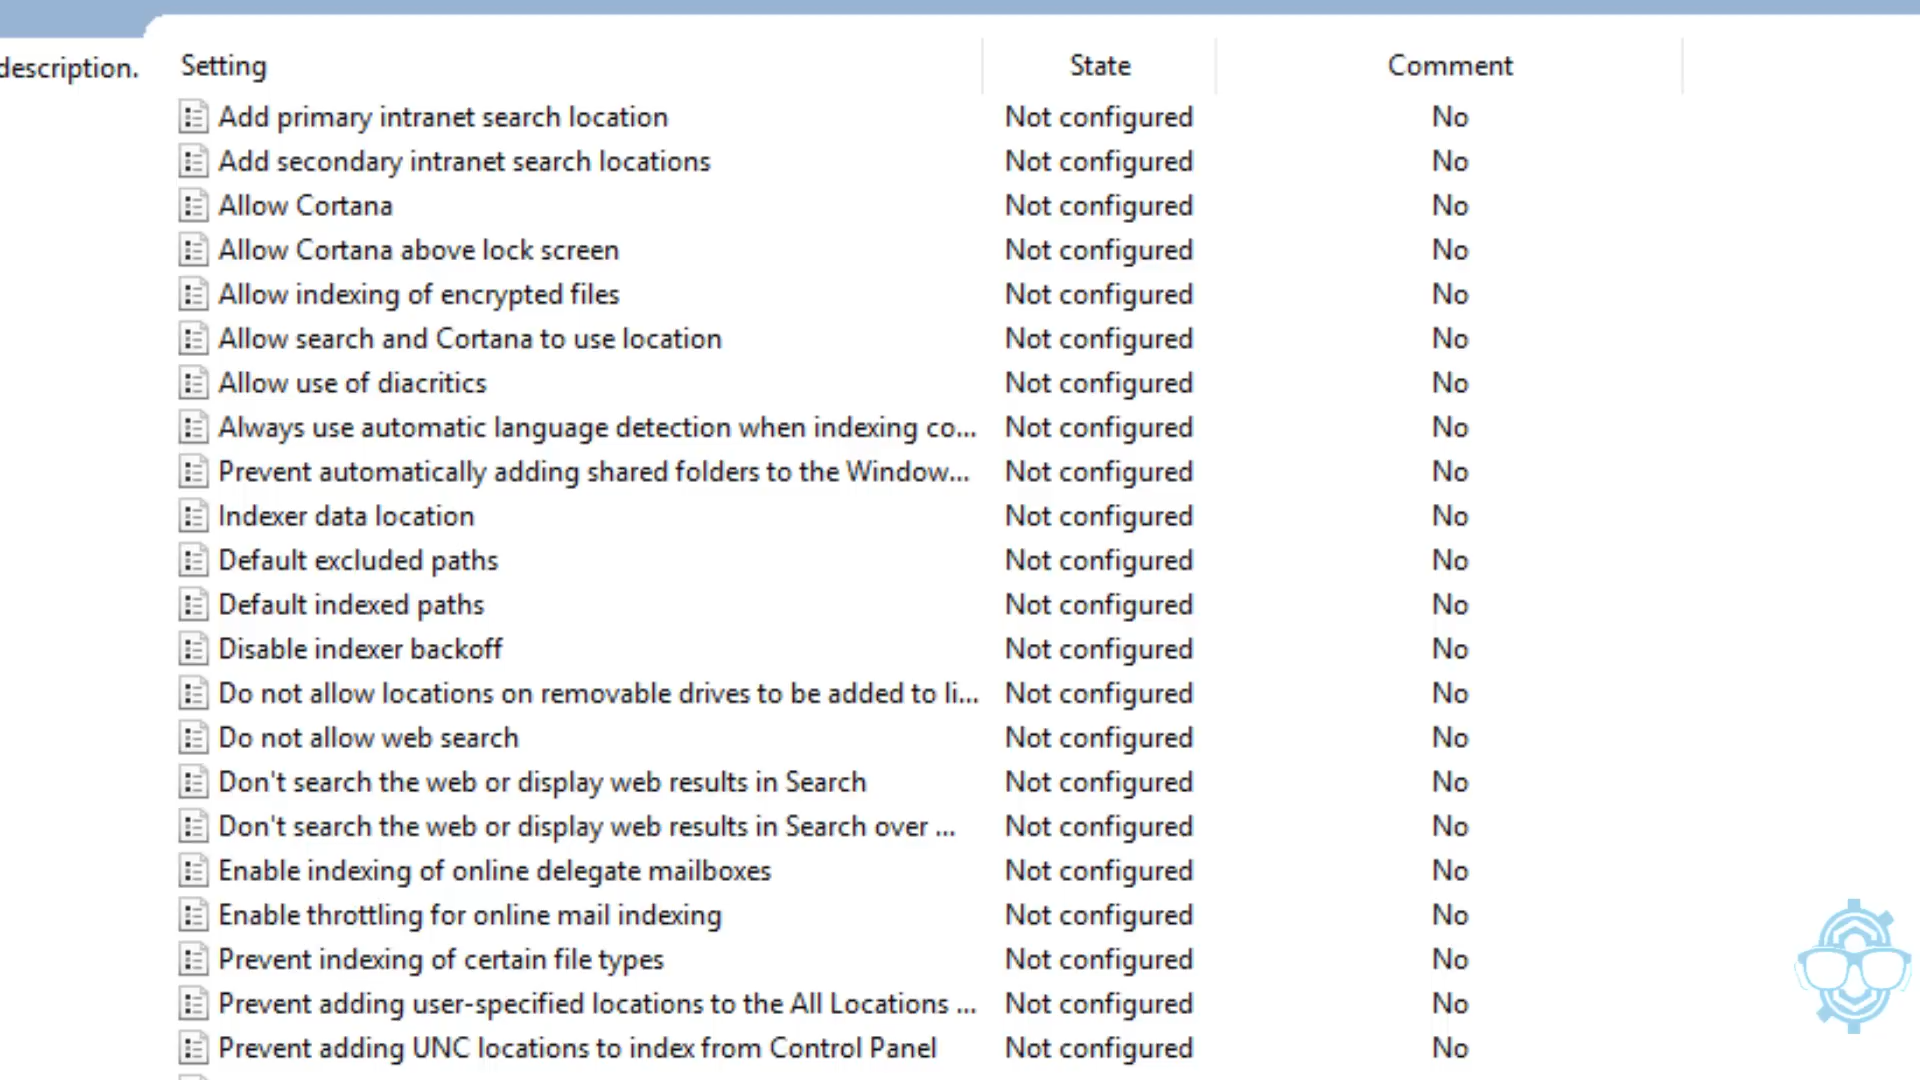 description.
Setting State Comment
Add primary intranet search location Not configured No
Add secondary intranet search locations Not configured No
Allow Cortana Not configured No
Allow Cortana above lock screen Not configured No
Allow indexing of encrypted files Not configured No
Allow search and Cortana to use location Not configured No
Allow use of diacritics Not configured No
Always use automatic language detection when indexing co... Not configured No
Prevent automatically adding shared folders to the Window... Not configured No
Indexer data location Not configured No
Default excluded paths Not configured No
Default indexed paths Not configured No
Disable indexer backoff Not configured No
Do not allow locations on removable drives to be added to li... Not configured No
Do not allow web search Not configured No
Don't search the web or display web results in Search Not configured No
Don't search the web or display web results in Search over ... Not configured No
Enable indexing of online delegate mailboxes Not configured No
Enable throttling for online mail indexing Not configured No
Prevent indexing of certain file types Not configured No
Prevent adding user-specified locations to the All Locations ... Not configured No
Prevent adding UNC locations to index from Control Panel Not configured No